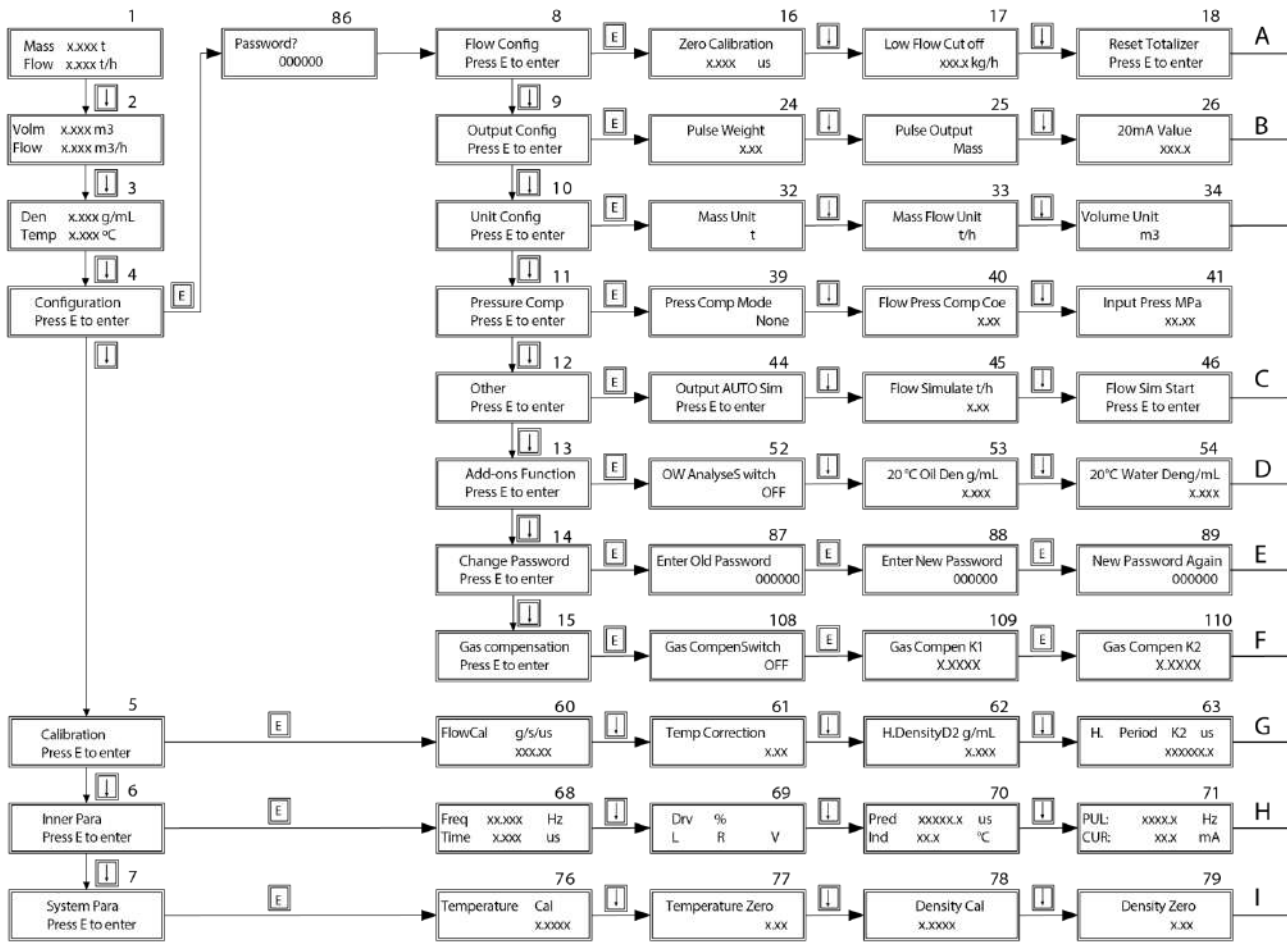 1
Mass x.xxx t
Flow x.xxx t/h
86
Password?
000000
8
Flow Config
Press E to enter
E
16
Zero Calibration
x.xxx us
17
Low Flow Cut off
xxx.x kg/h
18
Reset Totalizer
Press E to enter
A
2
Volm x.xxx m3
Flow x.xxx m3/h
9
Output Config
Press E to enter
E
24
Pulse Weight
x.xx
25
Pulse Output
Mass
26
20mA Value
xxx.x
B
3
Den x.xxx g/mL
Temp x.xxx ºC
10
Unit Config
Press E to enter
E
32
Mass Unit
t
33
Mass Flow Unit
t/h
34
Volume Unit
m3
4
Configuration
Press E to enter
E
11
Pressure Comp
Press E to enter
E
39
Press Comp Mode
None
40
Flow Press Comp Coe
x.xx
41
Input Press MPa
xx.xx
12
Other
Press E to enter
E
44
Output AUTO Sim
Press E to enter
45
Flow Simulate t/h
x.xx
46
Flow Sim Start
Press E to enter
C
13
Add-ons Function
Press E to enter
E
52
OW AnalyseS witch
OFF
53
20 °C Oil Den g/mL
x.xxx
54
20°C Water Deng/mL
x.xxx
D
14
Change Password
Press E to enter
E
87
Enter Old Password
000000
E
88
Enter New Password
000000
E
89
New Password Again
000000
E
15
Gas compensation
Press E to enter
E
108
Gas CompenSwitch
OFF
E
109
Gas Compen K1
X.XXXX
E
110
Gas Compen K2
X.XXXX
F
5
Calibration
Press E to enter
E
60
FlowCal g/s/us
xxx.xx
61
Temp Correction
x.xx
62
H.DensityD2 g/mL
x.xxx
63
H. Period K2 us
xxxxxx.x
G
6
Inner Para
Press E to enter
E
68
Freq xx.xxx Hz
Time x.xxx us
69
Drv %
L R V
70
Pred xxxxx.x us
Ind xx.x °C
71
PUL: xxxx.x Hz
CUR: xx.x mA
H
7
System Para
Press E to enter
E
76
Temperature Cal
x.xxxx
77
Temperature Zero
x.xx
78
Density Cal
x.xxxx
79
Density Zero
x.xx
I